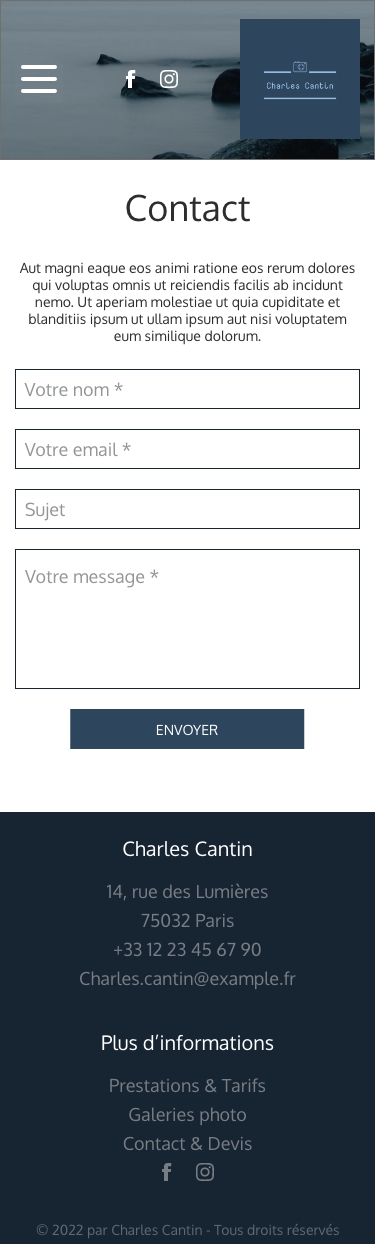 Charles Cantin
Contact
Aut magni eaque eos animi ratione eos rerum dolores
qui voluptas omnis ut reiciendis facilis ab incidunt
nemo. Ut aperiam molestiae ut quia cupiditate et
blanditiis ipsum ut ullam ipsum aut nisi voluptatem
eum similique dolorum.
Votre nom *
Votre email *
Sujet
Votre message *
ENVOYER
Charles Cantin
14, rue des Lumières
75032 Paris
+33 12 23 45 67 90
Charles.cantin@example.fr
Plus d’informations
Prestations & Tarifs
Galeries photo
Contact & Devis
© 2022 par Charles Cantin - Tous droits réservés